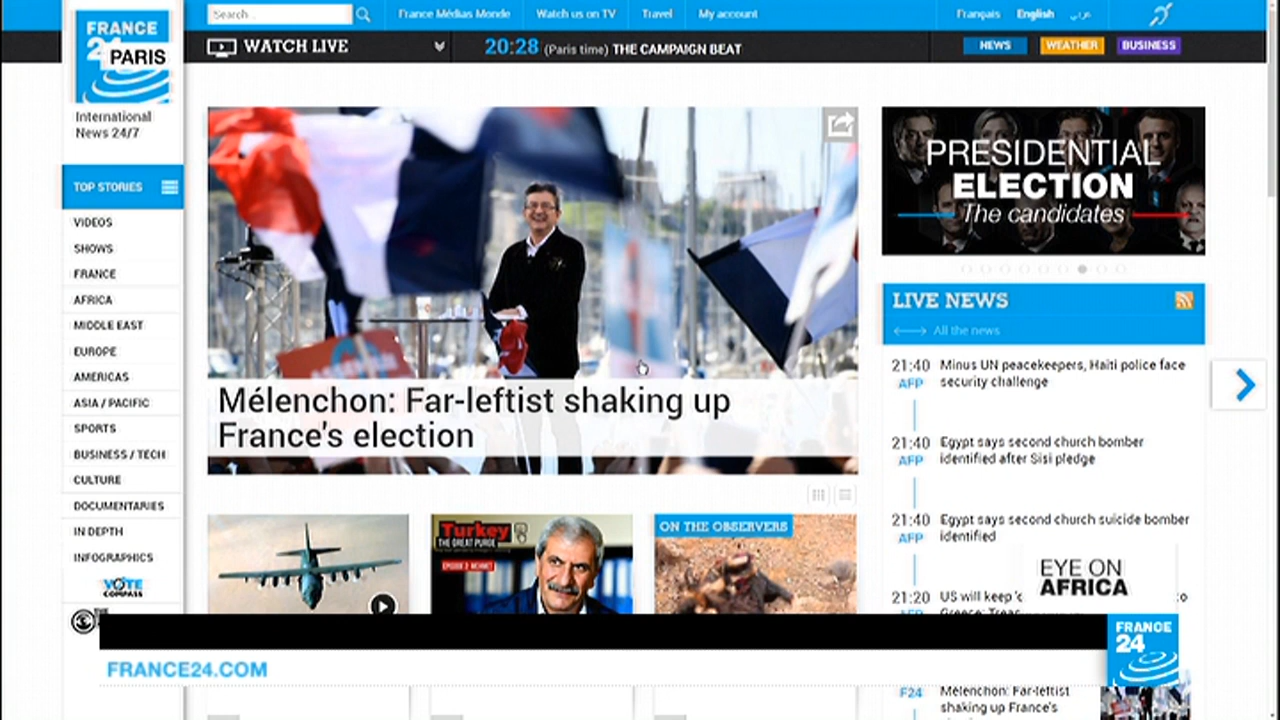 Search...
France Médias Monde
Watch us on TV
Travel
My account
Français
English
عربي
FRANCE
24
PARIS
International
News 24/7
WATCH LIVE
20:28 (Paris time) THE CAMPAIGN BEAT
NEWS
WEATHER
BUSINESS
TOP STORIES
VIDEOS
SHOWS
FRANCE
AFRICA
MIDDLE EAST
EUROPE
AMERICAS
ASIA / PACIFIC
SPORTS
BUSINESS / TECH
CULTURE
DOCUMENTARIES
IN DEPTH
INFOGRAPHICS
VOTE
COMPASS
Mélenchon: Far-leftist shaking up
France's election
Turkey
THE GREAT PURGE
EPISODE 2: MEHMET
ON THE OBSERVERS
PRESIDENTIAL
ELECTION
The candidates
LIVE NEWS
All the news
21:40 Minus UN peacekeepers, Haiti police face
AFP security challenge
21:40 Egypt says second church bomber
AFP identified after Sisi pledge
21:40 Egypt says second church suicide bomber
AFP identified
21:20 US will keep
EYE ON
AFRICA
FRANCE24.COM
FRANCE
24
F24 Mélenchon: Far-leftist
shaking up France's